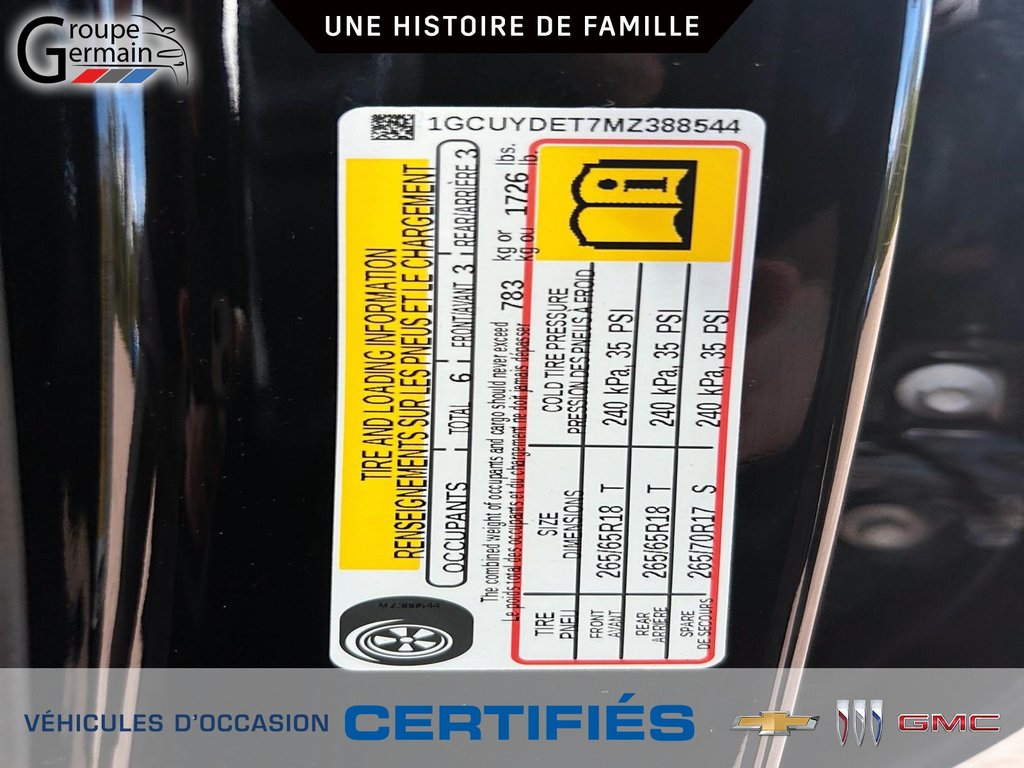 Groupe
Germain
UNE HISTOIRE DE FAMILLE
1GCUYDET7MZ388544
TIRE AND LOADING INFORMATION
RENSEIGNEMENTS SUR LES PNEUS ET LE CHARGEMENT
OCCUPANTS TOTAL 6 FRONT/AVANT 3 REAR/ARRIÈRE 3
The combined weight of occupants and cargo should never exceed 783 kg or 1726 lbs.
Le poids total des occupants et du chargement ne doit jamais dépasser kg ou lb.
TIRE SIZE COLD TIRE PRESSURE
PNEU DIMENSIONS PRESSION DES PNEUS À FROID
FRONT
AVANT 265/65R18 T 240 kPa, 35 PSI
REAR
ARRIÈRE 265/65R18 T 240 kPa, 35 PSI
SPARE
DE SECOURS 265/70R17 S 240 kPa, 35 PSI
VÉHICULES D'OCCASION CERTIFIÉS GMC